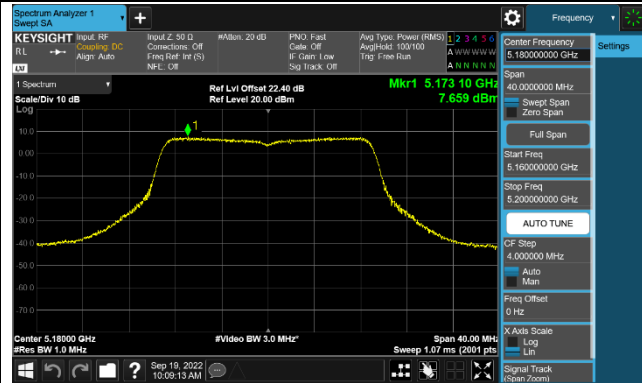 Spectrum Analyzer 1
Swept SA
+
Frequency
KEYSIGHT
RL
LXI
Input: RF
Coupling: DC
Align: Auto
Input Z: 50 Ω
Corrections: Off
Freq Ref: Int (S)
NFE: Off
#Atten: 20 dB
PNO: Fast
Gate: Off
IF Gain: Low
Sig Track: Off
Avg Type: Power (RMS)
Avg|Hold: 100/100
Trig: Free Run
1 2 3 4 5 6
A W W W W W
A N N N N N
1 Spectrum
Scale/Div 10 dB
Log
Ref Lvl Offset 22.40 dB
Ref Level 20.00 dBm
Mkr1 5.173 10 GHz
7.659 dBm
1
10.0
0.00
-10.0
-20.0
-30.0
-40.0
-50.0
-60.0
-70.0
Center 5.18000 GHz
#Res BW 1.0 MHz
#Video BW 3.0 MHz*
Span 40.00 MHz
Sweep 1.07 ms (2001 pts)
Center Frequency
5.180000000 GHz
Span
40.0000000 MHz
Swept Span
Zero Span
Full Span
Start Freq
5.160000000 GHz
Stop Freq
5.200000000 GHz
AUTO TUNE
CF Step
4.000000 MHz
Auto
Man
Freq Offset
0 Hz
X Axis Scale
Log
Lin
Signal Track
(Span Zoom)
Settings
?
Sep 19, 2022
10:09:13 AM